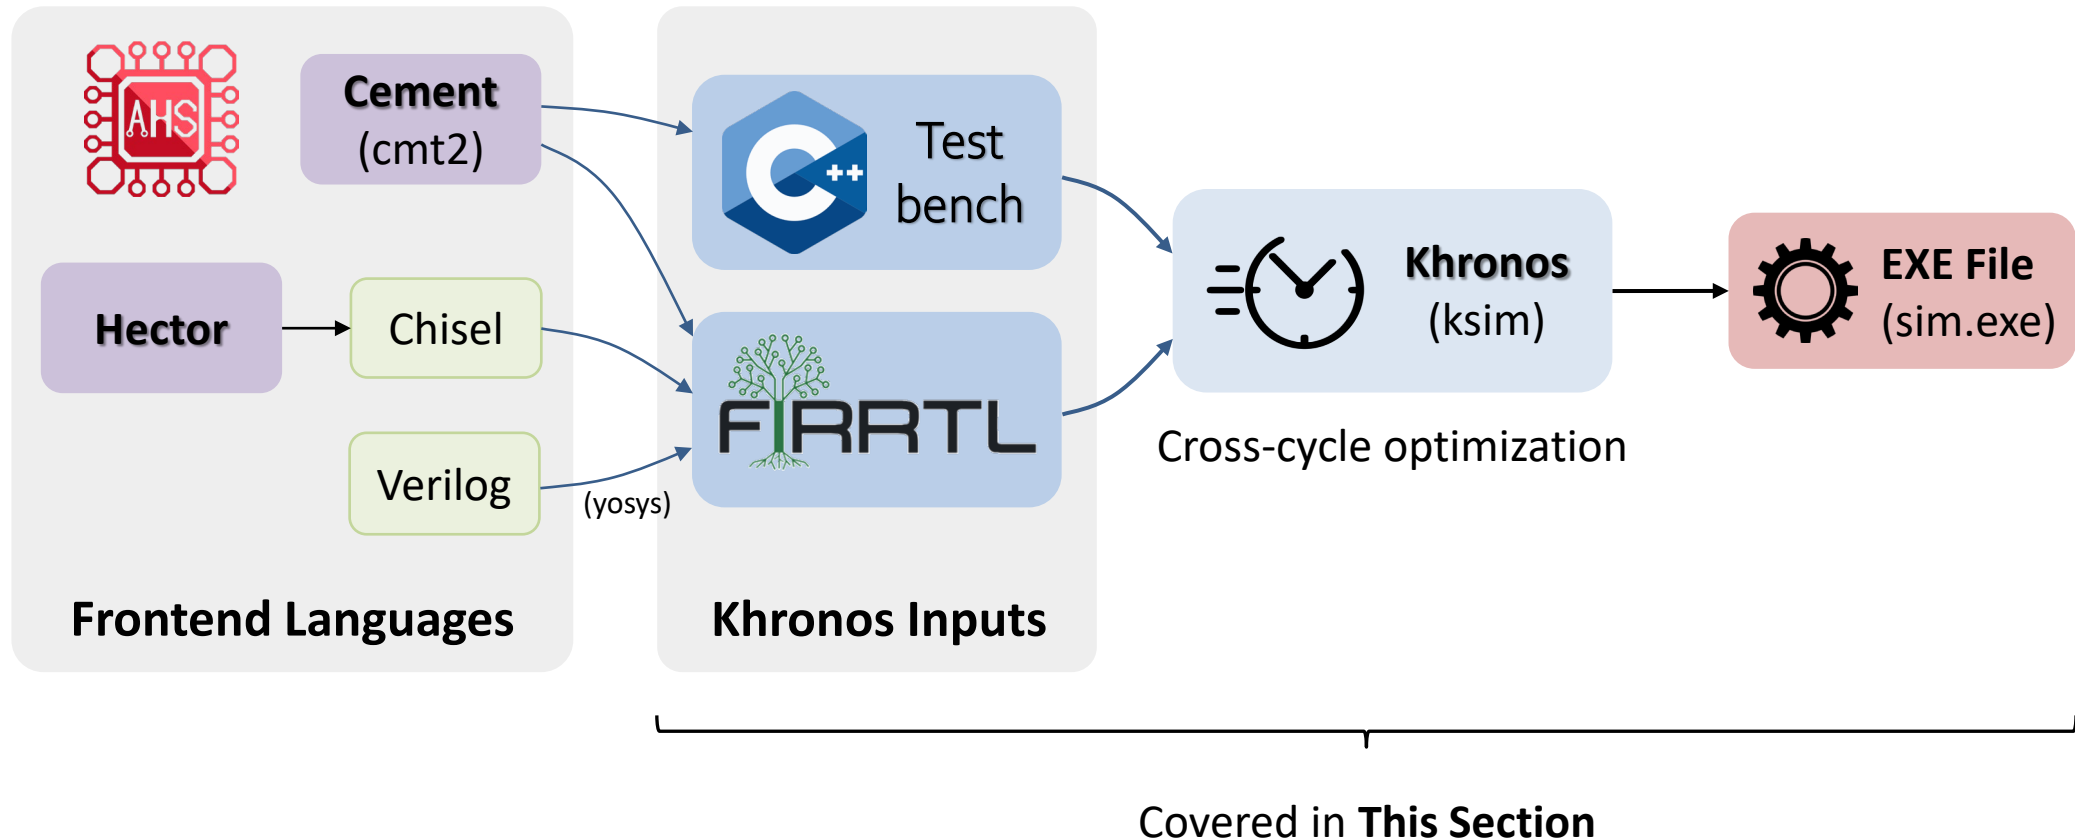 AHS
Cement
(cmt2)
Hector
Chisel
Verilog
(yosys)
Frontend Languages
C++
Test
bench
FIRRTL
Khronos Inputs
Khronos
(ksim)
Cross-cycle optimization
EXE File
(sim.exe)
Covered in This Section